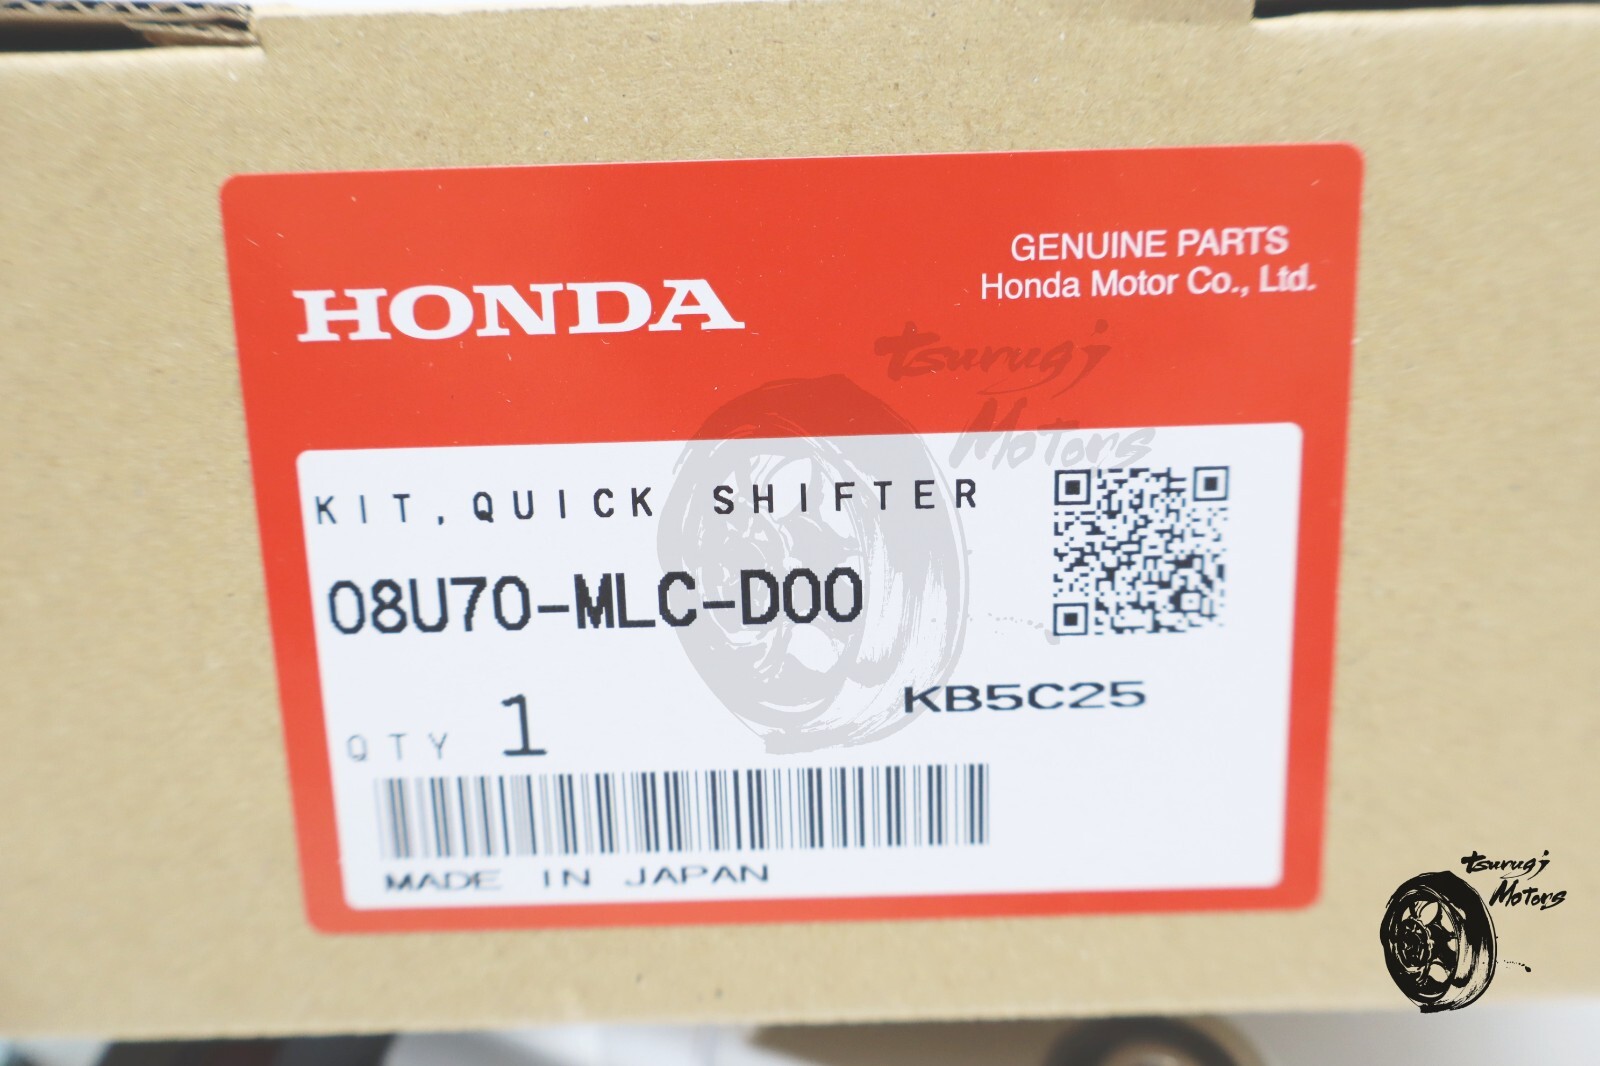 HONDA
GENUINE PARTS
Honda Motor Co., Ltd.
tsurugi
Motors
KIT, QUICK SHIFTER
08U70-MLC-D00
KB5C25
QTY 1
MADE IN JAPAN
tsurugi
Motors